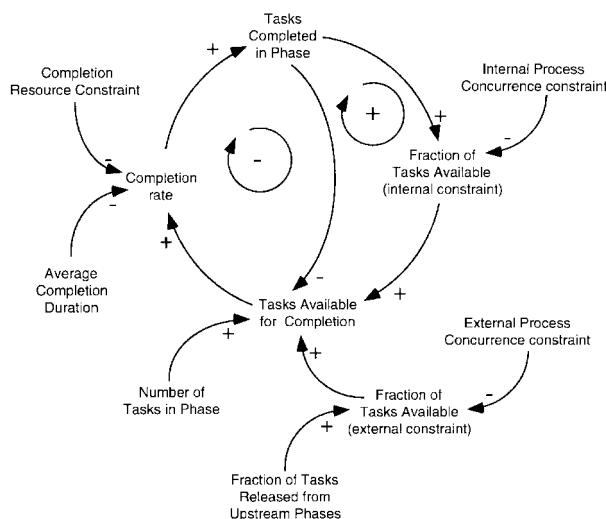 Tasks
Completed
in Phase
+
Completion
Resource Constraint
Internal Process
Concurrence constraint
+
+
-
-
-
Completion
rate
-
Fraction of
Tasks Available
(internal constraint)
+
Average
Completion
Duration
-
+
Tasks Available
for Completion
+
+
External Process
Concurrence constraint
Number of
Tasks in Phase
-
Fraction of
Tasks Available
(external constraint)
+
Fraction of Tasks
Released from
Upstream Phases